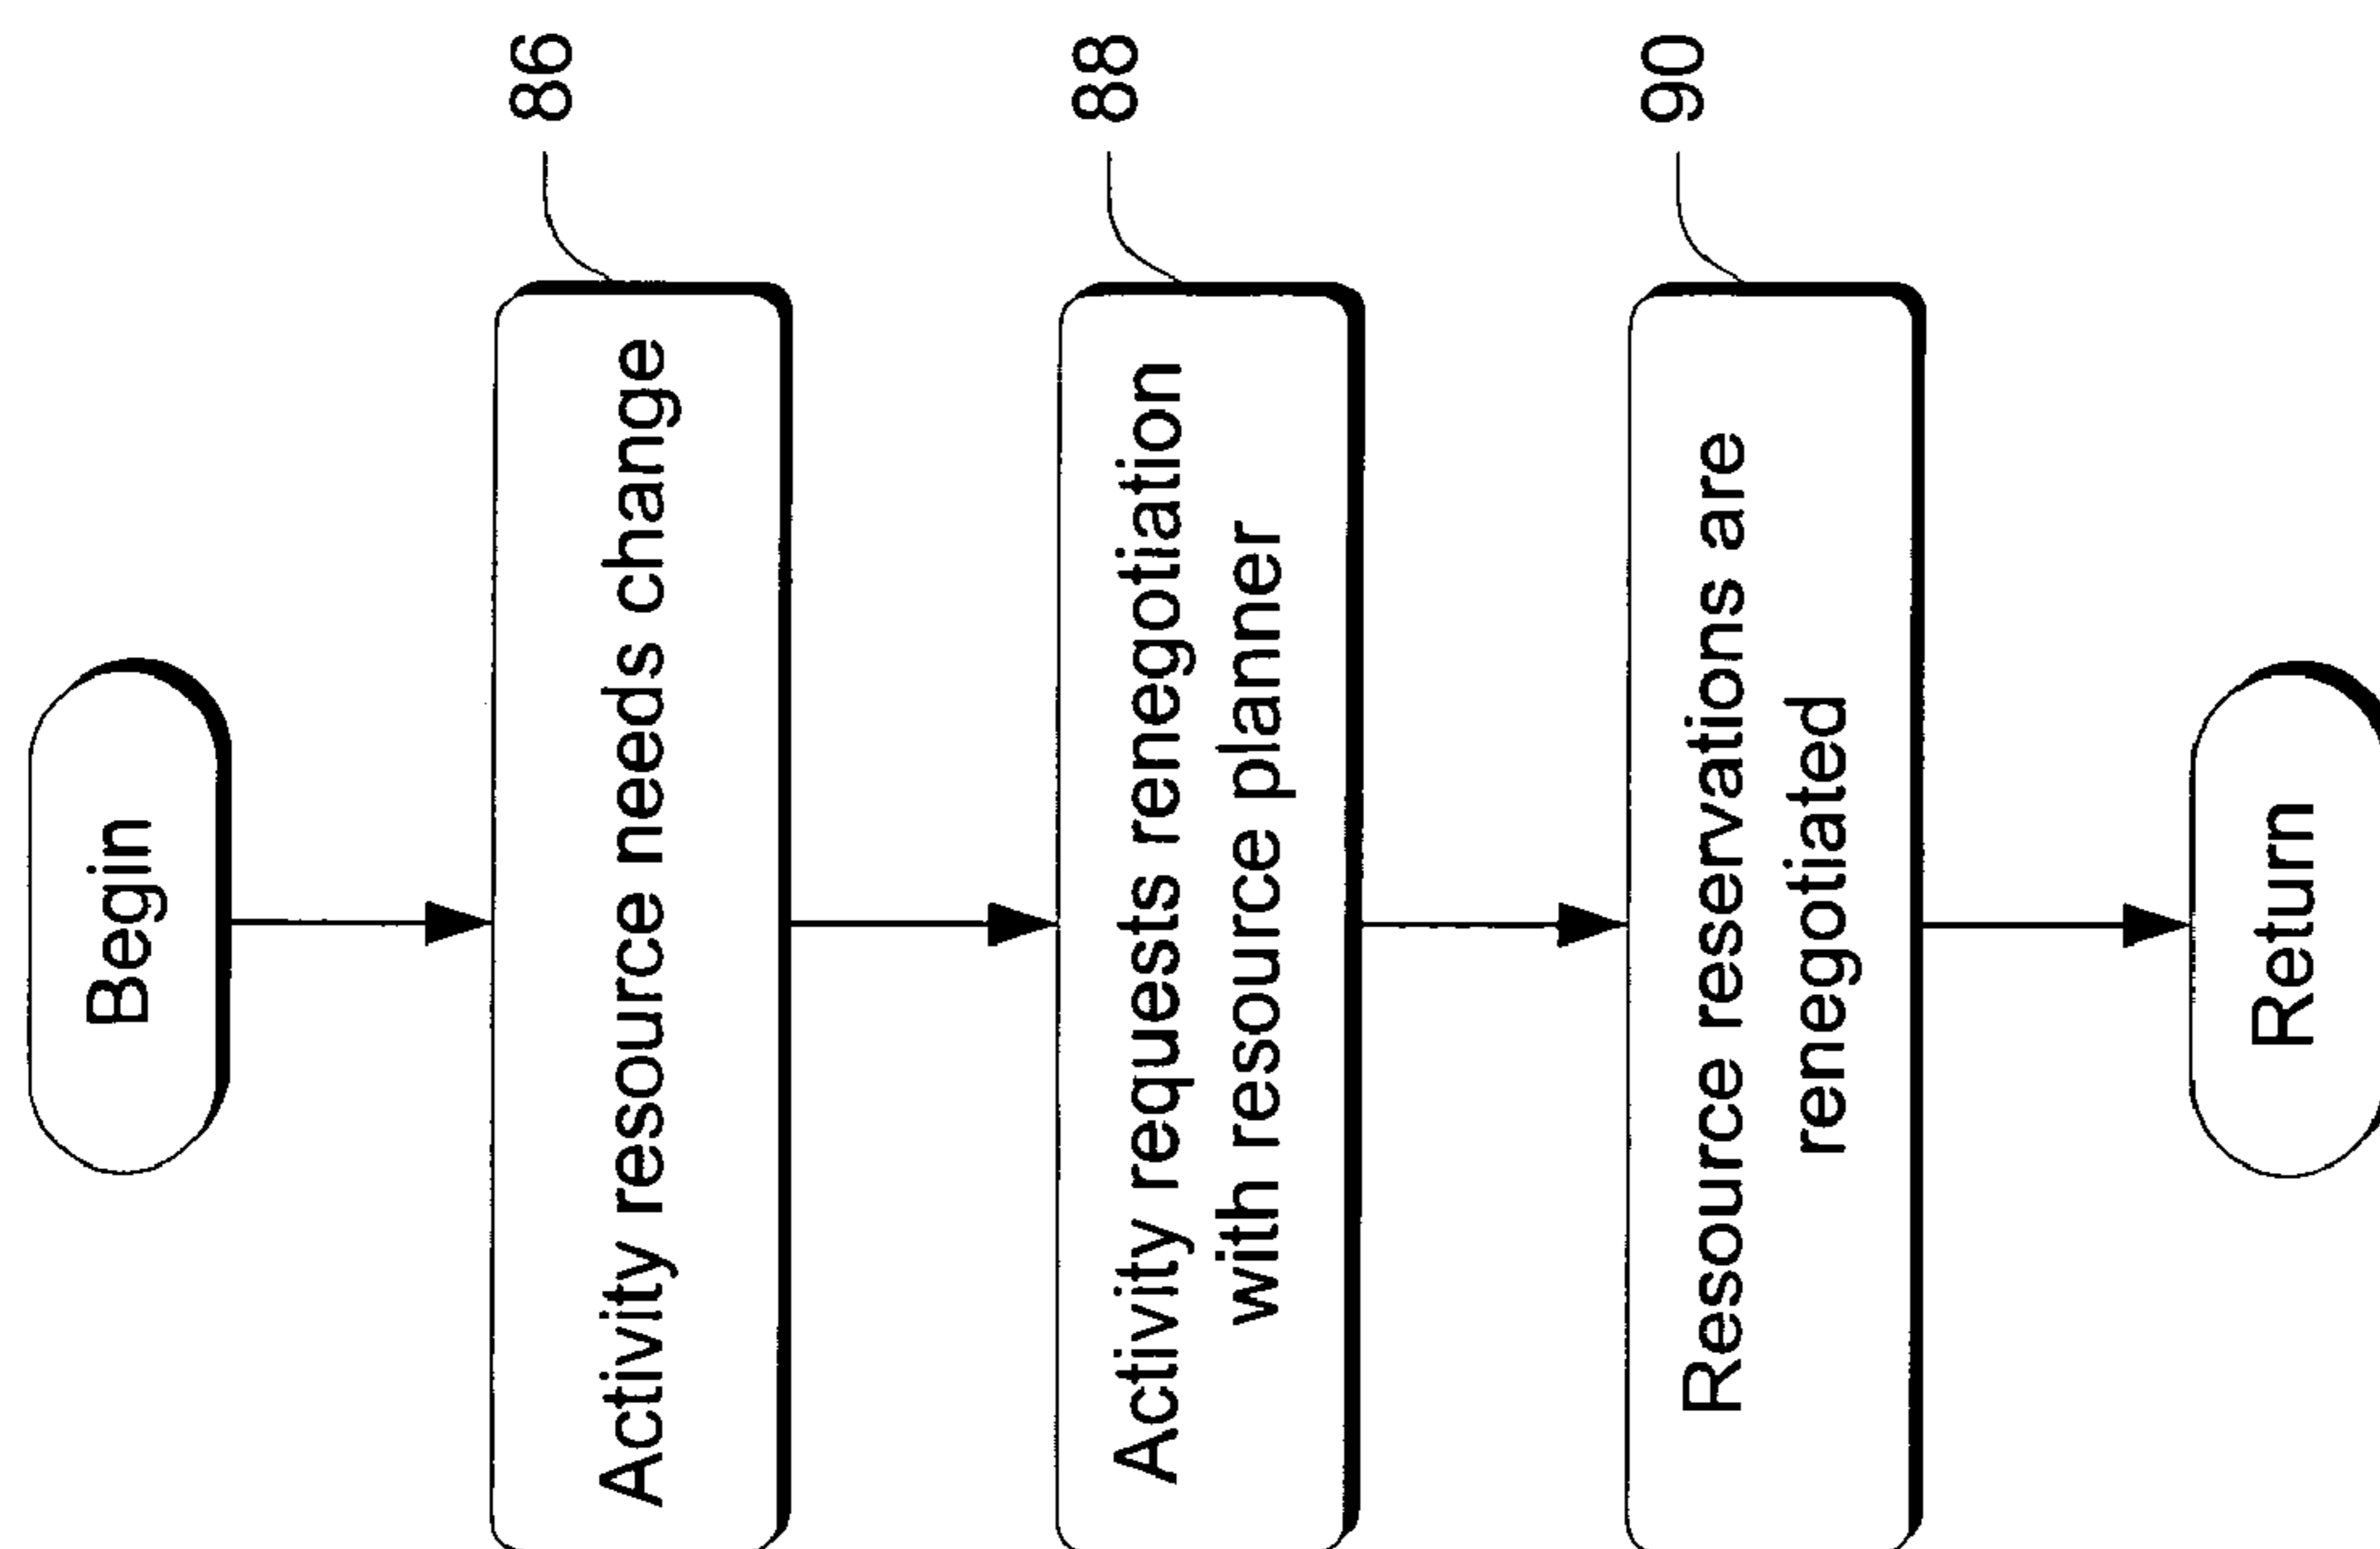 Begin
86
Activity resource needs change
88
Activity requests renegotiation
with resource planner
90
Resource reservations are
renegotiated
Return